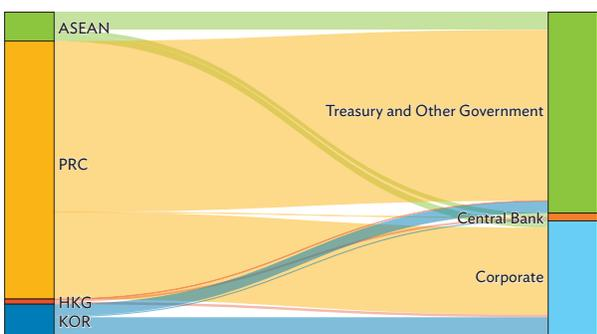 ASEAN
Treasury and Other Government
PRC
Central Bank
Corporate
HKG
KOR